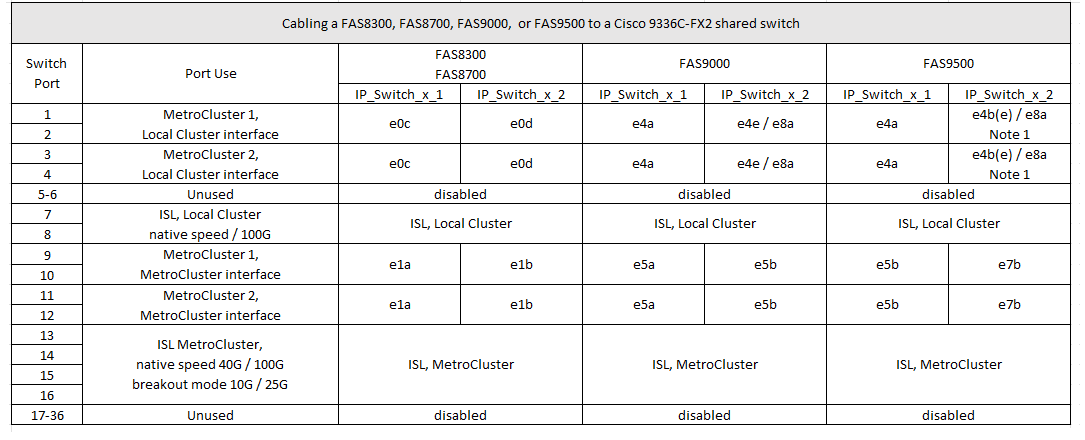 Cabling a FAS8300, FAS8700, FAS9000, or FAS9500 to a Cisco 9336C-FX2 shared switch
Switch
Port
Port Use
FAS8300
FAS8700
FAS9000
FAS9500
IP_Switch_x_1
IP_Switch_x_2
IP_Switch_x_1
IP_Switch_x_2
IP_Switch_x_1
IP_Switch_x_2
1
2
MetroCluster 1,
Local Cluster interface
e0c
e0d
e4a
e4e / e8a
e4a
e4b(e) / e8a
Note 1
3
4
MetroCluster 2,
Local Cluster interface
e0c
e0d
e4a
e4e / e8a
e4a
e4b(e) / e8a
Note 1
5-6
Unused
disabled
disabled
disabled
7
8
ISL, Local Cluster
native speed / 100G
ISL, Local Cluster
ISL, Local Cluster
ISL, Local Cluster
9
10
MetroCluster 1,
MetroCluster interface
e1a
e1b
e5a
e5b
e5b
e7b
11
12
MetroCluster 2,
MetroCluster interface
e1a
e1b
e5a
e5b
e5b
e7b
13
14
15
16
ISL MetroCluster,
native speed 40G / 100G
breakout mode 10G / 25G
ISL, MetroCluster
ISL, MetroCluster
ISL, MetroCluster
17-36
Unused
disabled
disabled
disabled